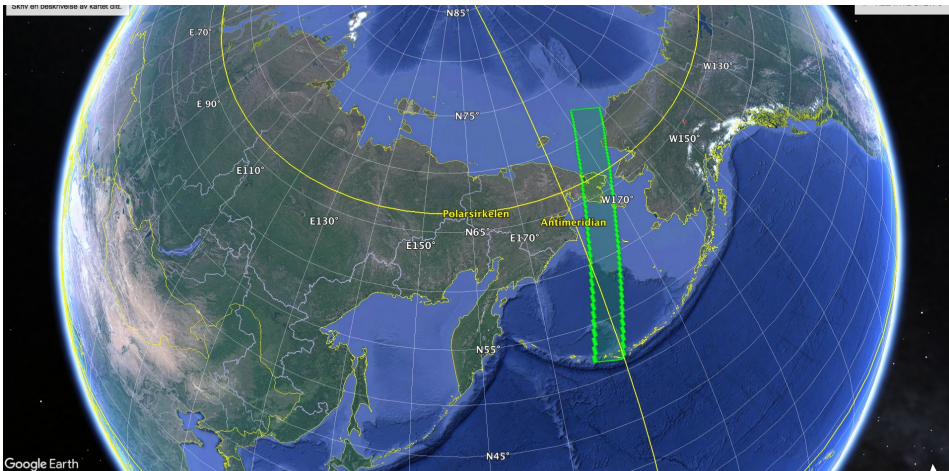 Skriv en beskrivelse av kartet ditt.
N85°
E 70°
W130°
E 90°
N75°
W150°
E110°
W170°
Polarsirkelen
E130°
Antimeridian
N65°
E170°
E150°
N55°
N45°
Google Earth